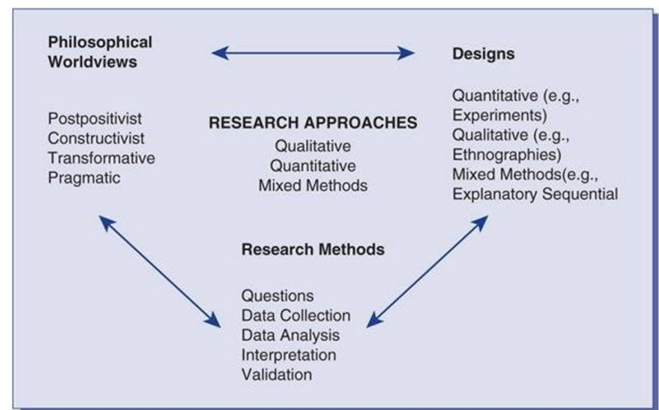 Philosophical
Worldviews
Postpositivist
Constructivist
Transformative
Pragmatic
RESEARCH APPROACHES
Qualitative
Quantitative
Mixed Methods
Designs
Quantitative (e.g.,
Experiments)
Qualitative (e.g.,
Ethnographies)
Mixed Methods(e.g.,
Explanatory Sequential
Research Methods
Questions
Data Collection
Data Analysis
Interpretation
Validation